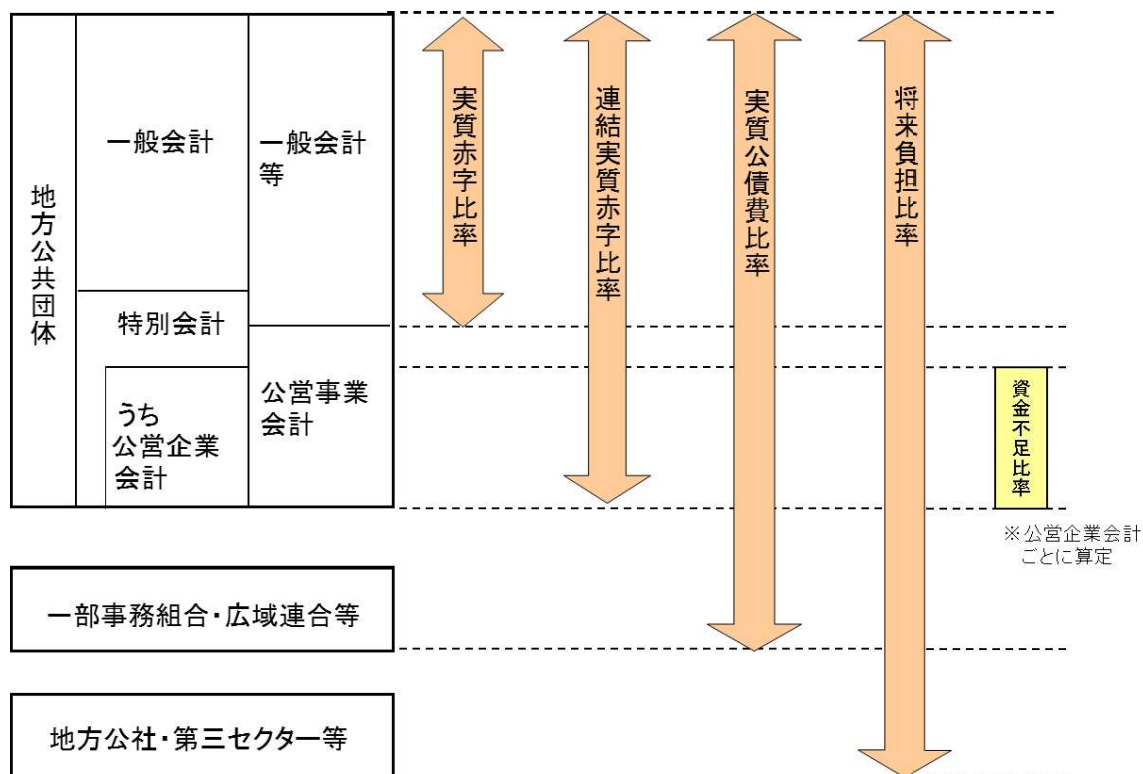 地方公共団体
一般会計
一般会計
等
特別会計
うち
公営企業
会計
公営事業
会計
実質赤字比率
連結実質赤字比率
実質公債費比率
将来負担比率
資金不足比率
※公営企業会計
ごとに算定
一部事務組合・広域連合等
地方公社・第三セクター等